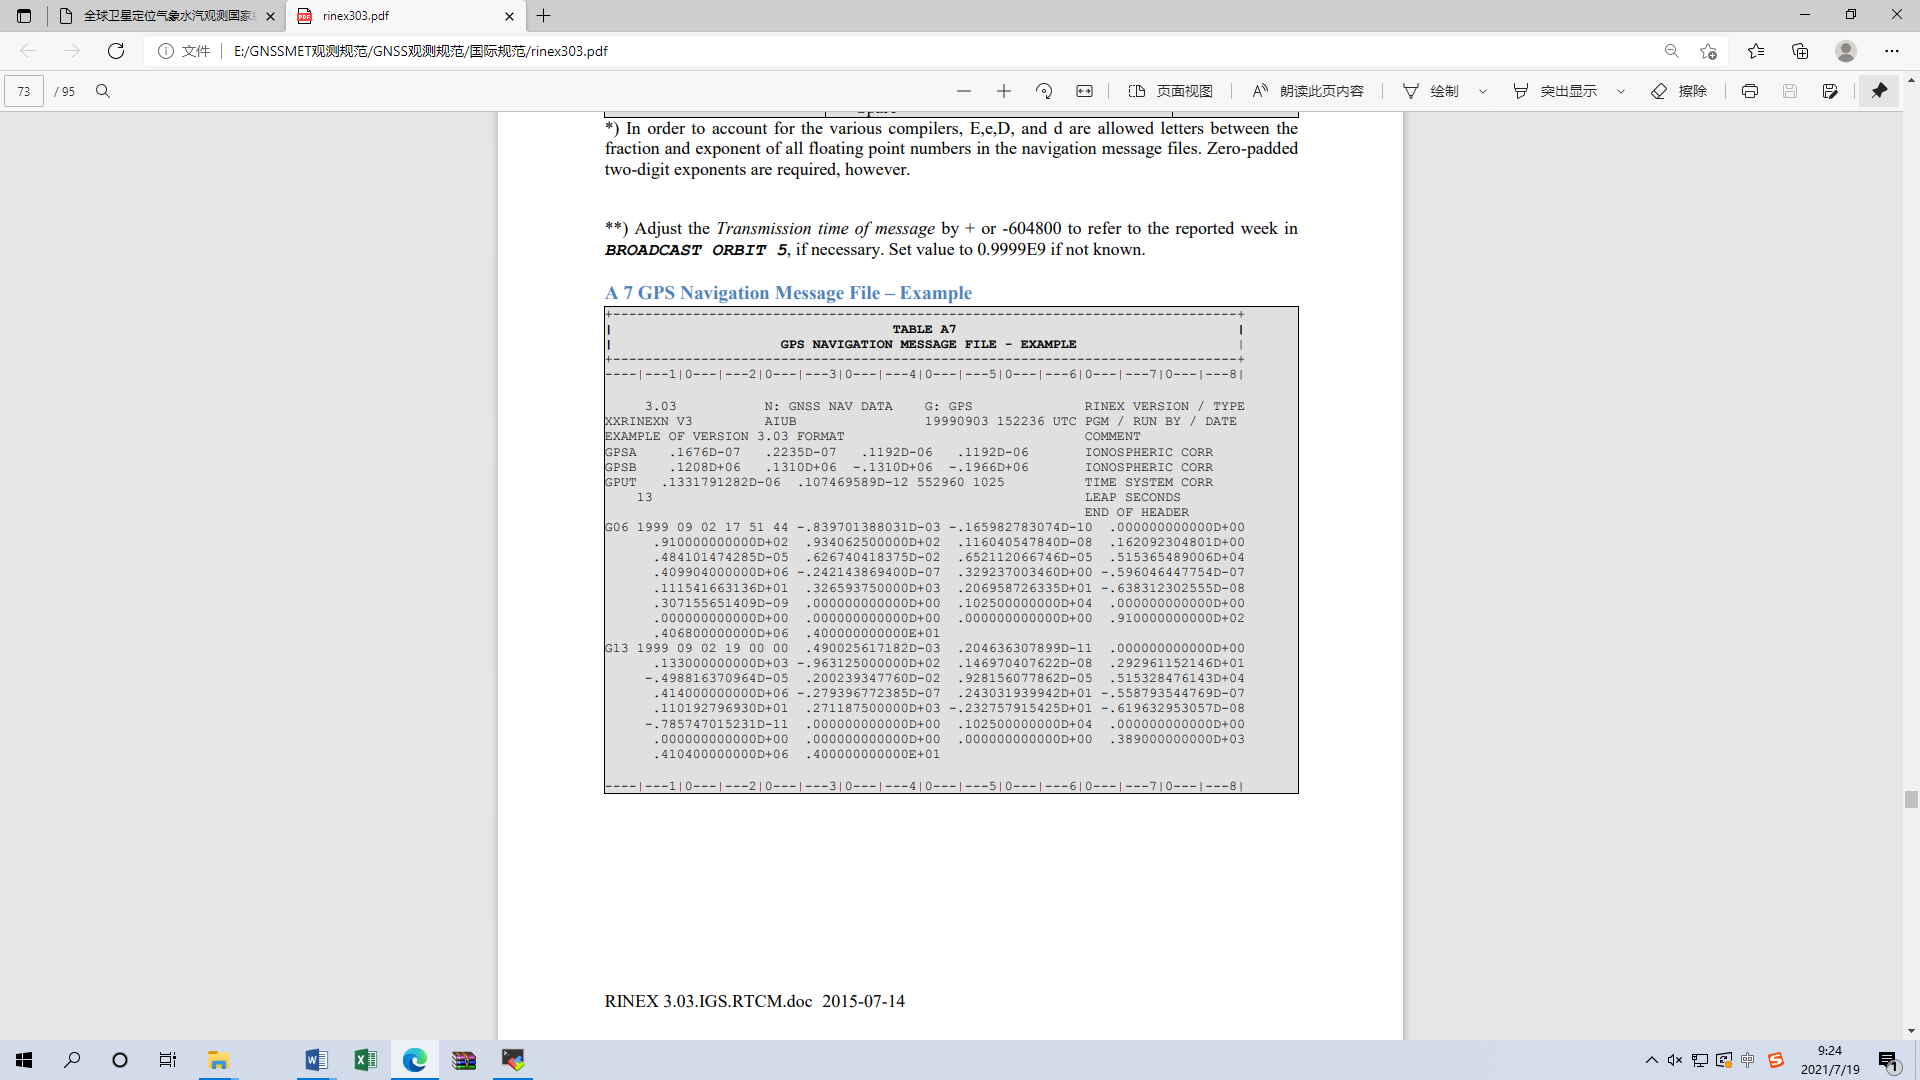 全球卫星定位气象水汽观测国家
rinex303.pdf
文件
E:/GNSSMET观测规范/GNSS观测规范/国际规范/rinex303.pdf
73 / 95
页面视图
朗读此页内容
绘制
突出显示
擦除
*) In order to account for the various compilers, E,e,D, and d are allowed letters between the
fraction and exponent of all floating point numbers in the navigation message files. Zero-padded
two-digit exponents are required, however.
**) Adjust the Transmission time of message by + or -604800 to refer to the reported week in
BROADCAST ORBIT 5, if necessary. Set value to 0.9999E9 if not known.
A 7 GPS Navigation Message File – Example
+------------------------------------------------------------------------------+
| TABLE A7 |
| GPS NAVIGATION MESSAGE FILE - EXAMPLE |
+------------------------------------------------------------------------------+
----|---1|0---|---2|0---|---3|0---|---4|0---|---5|0---|---6|0---|---7|0---|---8|
3.03 N: GNSS NAV DATA G: GPS RINEX VERSION / TYPE
XXRINEXN V3 AIUB 19990903 152236 UTC PGM / RUN BY / DATE
EXAMPLE OF VERSION 3.03 FORMAT COMMENT
GPSA .1676D-07 .2235D-07 .1192D-06 .1192D-06 IONOSPHERIC CORR
GPSB .1208D+06 .1310D+06 -.1310D+06 -.1966D+06 IONOSPHERIC CORR
GPUT .1331791282D-06 .107469589D-12 552960 1025 TIME SYSTEM CORR
13 LEAP SECONDS
END OF HEADER
G06 1999 09 02 17 51 44 -.839701388031D-03 -.165982783074D-10 .000000000000D+00
.910000000000D+02 .934062500000D+02 .116040547840D-08 .162092304801D+00
.484101474285D-05 .626740418375D-02 .652112066746D-05 .515365489006D+04
.409904000000D+06 -.242143869400D-07 .329237003460D+00 -.596046447754D-07
.111541663136D+01 .326593750000D+03 .206958726335D+01 -.638312302555D-08
.307155651409D-09 .000000000000D+00 .102500000000D+04 .000000000000D+00
.000000000000D+00 .000000000000D+00 .000000000000D+00 .910000000000D+02
.406800000000D+06 .400000000000E+01
G13 1999 09 02 19 00 00 .490025617182D-03 .204636307899D-11 .000000000000D+00
.133000000000D+03 -.963125000000D+02 .146970407622D-08 .292961152146D+01
-.498816370964D-05 .200239347760D-02 .928156077862D-05 .515328476143D+04
.414000000000D+06 -.279396772385D-07 .243031939942D+01 -.558793544769D-07
.110192796930D+01 .271187500000D+03 -.232757915425D+01 -.619632953057D-08
-.785747015231D-11 .000000000000D+00 .102500000000D+04 .000000000000D+00
.000000000000D+00 .000000000000D+00 .000000000000D+00 .389000000000D+03
.410400000000D+06 .400000000000E+01
----|---1|0---|---2|0---|---3|0---|---4|0---|---5|0---|---6|0---|---7|0---|---8|
RINEX 3.03.IGS.RTCM.doc 2015-07-14
中
9:24
2021/7/19
1